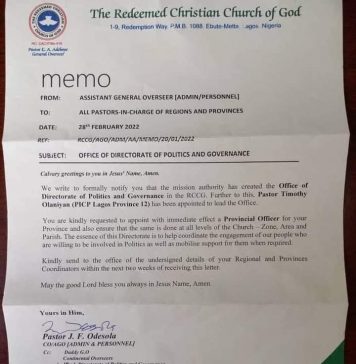 The Redeemed Christian Church of God
1-9, Redemption Way, P.M.B. 1088, Ebute-Metta, Lagos, Nigeria
Pastor E. A. Adeboye
General Overseer
memo
FROM: ASSISTANT GENERAL OVERSEER [ADMIN/PERSONNEL]
TO: ALL PASTORS-IN-CHARGE OF REGIONS AND PROVINCES
DATE: 28TH FEBRUARY 2022
REF: RCCG/AGO/ADM/AA/MEMO/20/01/2022
SUBJECT: OFFICE OF DIRECTORATE OF POLITICS AND GOVERNANCE
Calvary greetings to you in Jesus' Name, Amen.
We write to formally notify you that the mission authority has created the Office of
Directorate of Politics and Governance in the RCCG. Further to this, Pastor Timothy
Olaniyan (PICP Lagos Province 12) has been appointed to lead the Office.
You are kindly requested to appoint with immediate effect a Provincial Officer for your
Province and also ensure that the same is done at all levels of the Church – Zone, Area and
Parish. The essence of this Directorate is to help coordinate the engagement of our people who
are willing to be involved in Politics as well as mobilise support for them when required.
Kindly send to the office of the undersigned details of your Regional and Provinces
Coordinators within the next two weeks of receiving this letter.
May the good Lord bless you always in Jesus Name, Amen.
Yours in Him,
Pastor J. F. Odesola
CO/AGO [ADMIN & PERSONNEL]
Cc: Daddy G.O
Continental Overseers